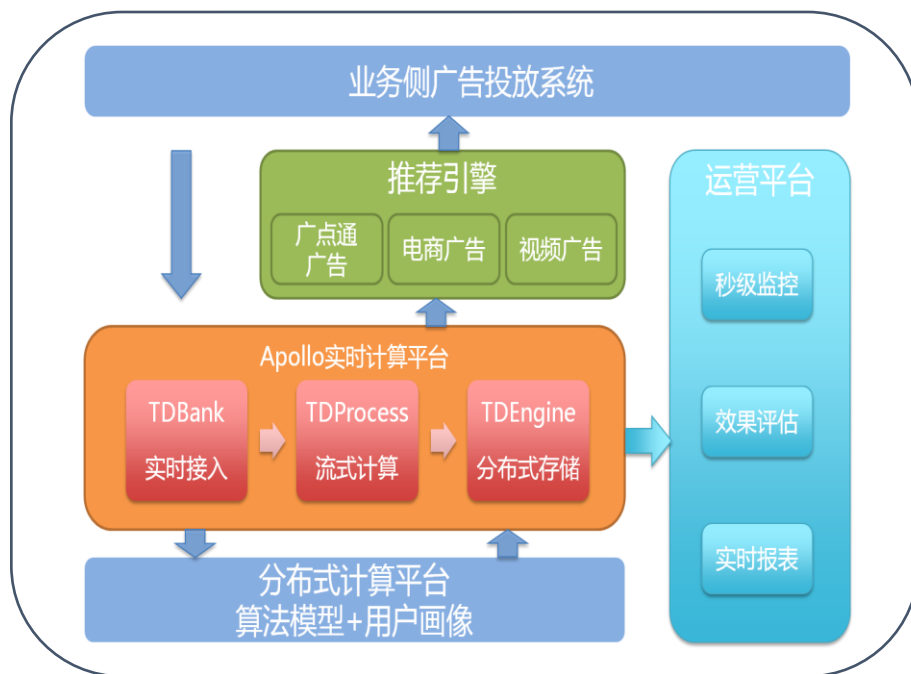 业务侧广告投放系统
推荐引擎
广点通
广告
电商广告
视频广告
运营平台
秒级监控
效果评估
实时报表
Apollo实时计算平台
TDBank
实时接入
TDProcess
流式计算
TDEngine
分布式存储
分布式计算平台
算法模型+用户画像